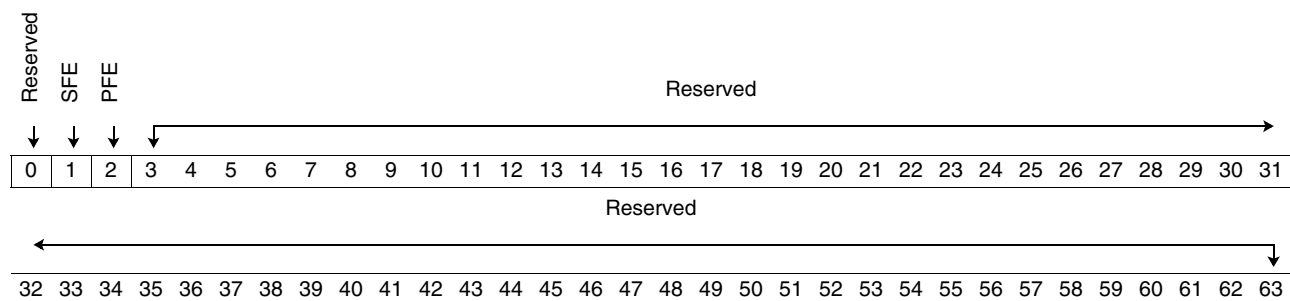 Reserved
SFE
PFE
Reserved
0 1 2 3 4 5 6 7 8 9 10 11 12 13 14 15 16 17 18 19 20 21 22 23 24 25 26 27 28 29 30 31
Reserved
32 33 34 35 36 37 38 39 40 41 42 43 44 45 46 47 48 49 50 51 52 53 54 55 56 57 58 59 60 61 62 63